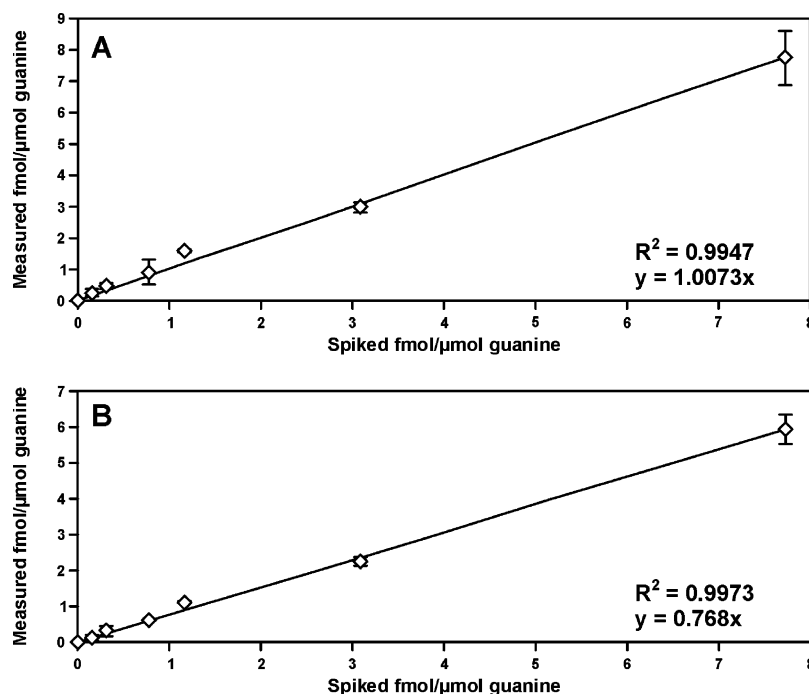 A
Measured fmol/µmol guanine
9
8
7
6
5
4
3
2
1
0
R² = 0.9947
y = 1.0073x
0 1 2 3 4 5 6 7 8
Spiked fmol/µmol guanine
B
Measured fmol/µmol guanine
7
6
5
4
3
2
1
0
R² = 0.9973
y = 0.768x
0 1 2 3 4 5 6 7 8
Spiked fmol/µmol guanine